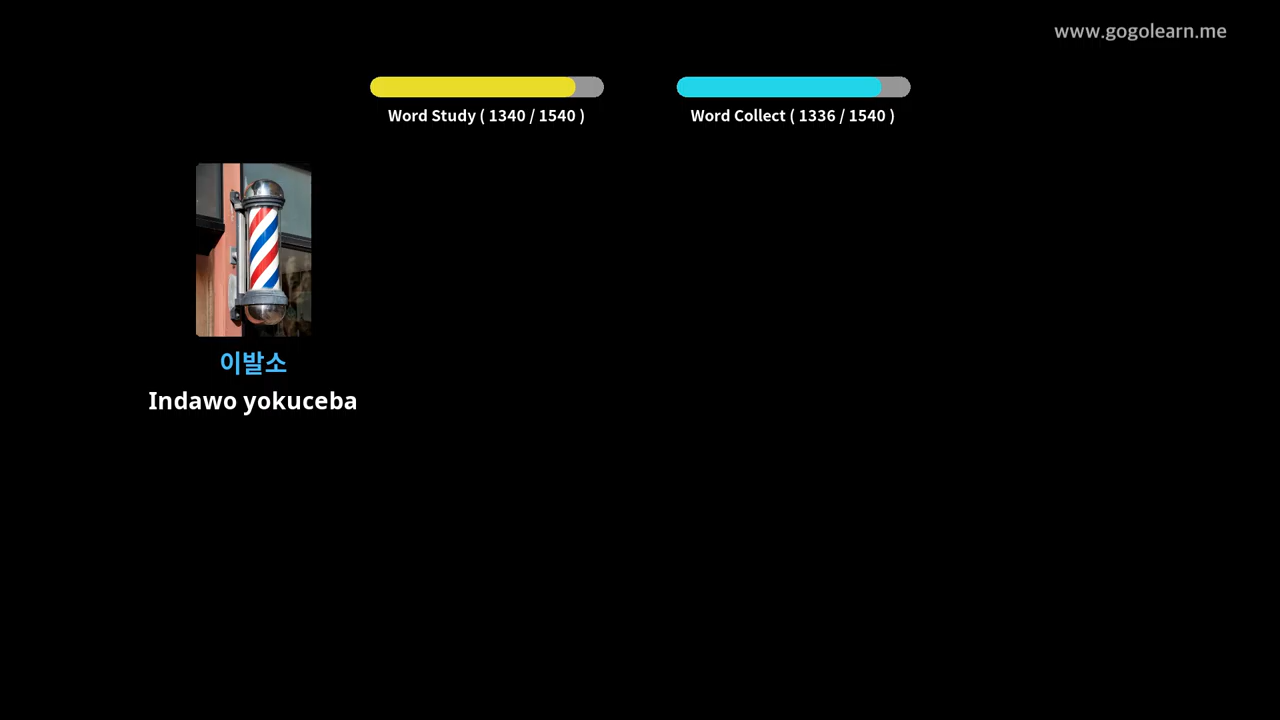 www.gogolearn.me
Word Study ( 1340 / 1540 )
Word Collect ( 1336 / 1540 )
이발소
Indawo yokuceba